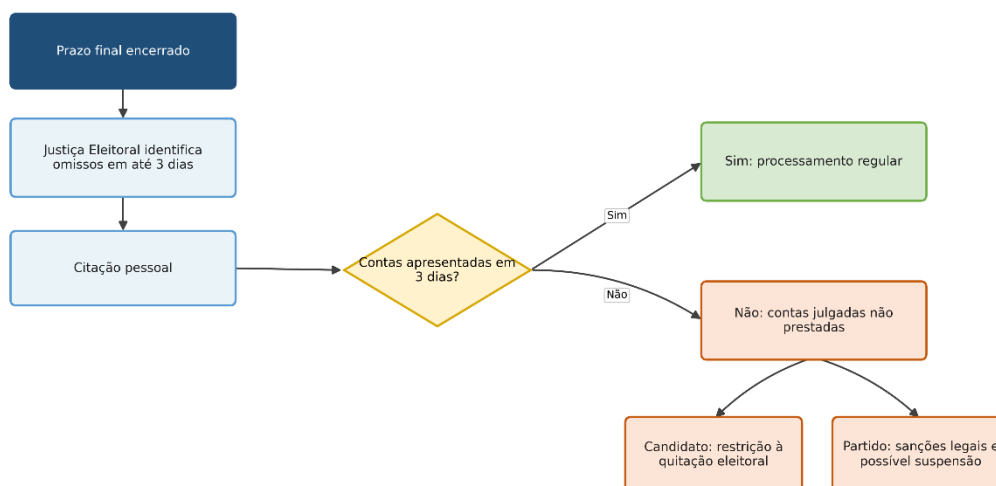 Prazo final encerrado
Justiça Eleitoral identifica
omissos em até 3 dias
Citação pessoal
Contas apresentadas em
3 dias?
Sim
Sim: processamento regular
Não
Não: contas julgadas não
prestadas
Candidato: restrição à
quitação eleitoral
Partido: sanções legais e
possível suspensão